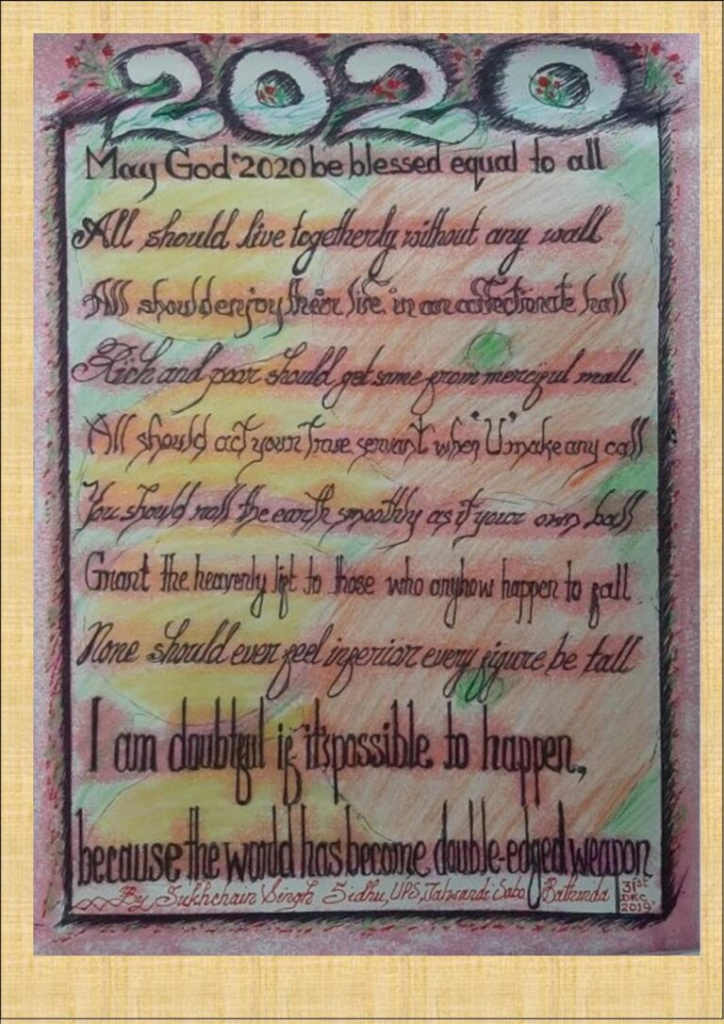 2020
May God 2020 be blessed equal to all
All should live togetherly without any wall
All should enjoy their life in an affectionate hall
Rich and poor should get same from merciful mall.
All should act your True servant when "U" make any call
You should roll the earth smoothly as if your own ball
Grant the heavenly lift to those who anyhow happen to fall.
None should ever feel inferior every figure be tall
I am doubtful if it's possible to happen,
because the world has become double-edged weapon
By Sukhchain Singh Sidhu, UPS, Talwandi Sabo Bathinda
31st
DEC
2019